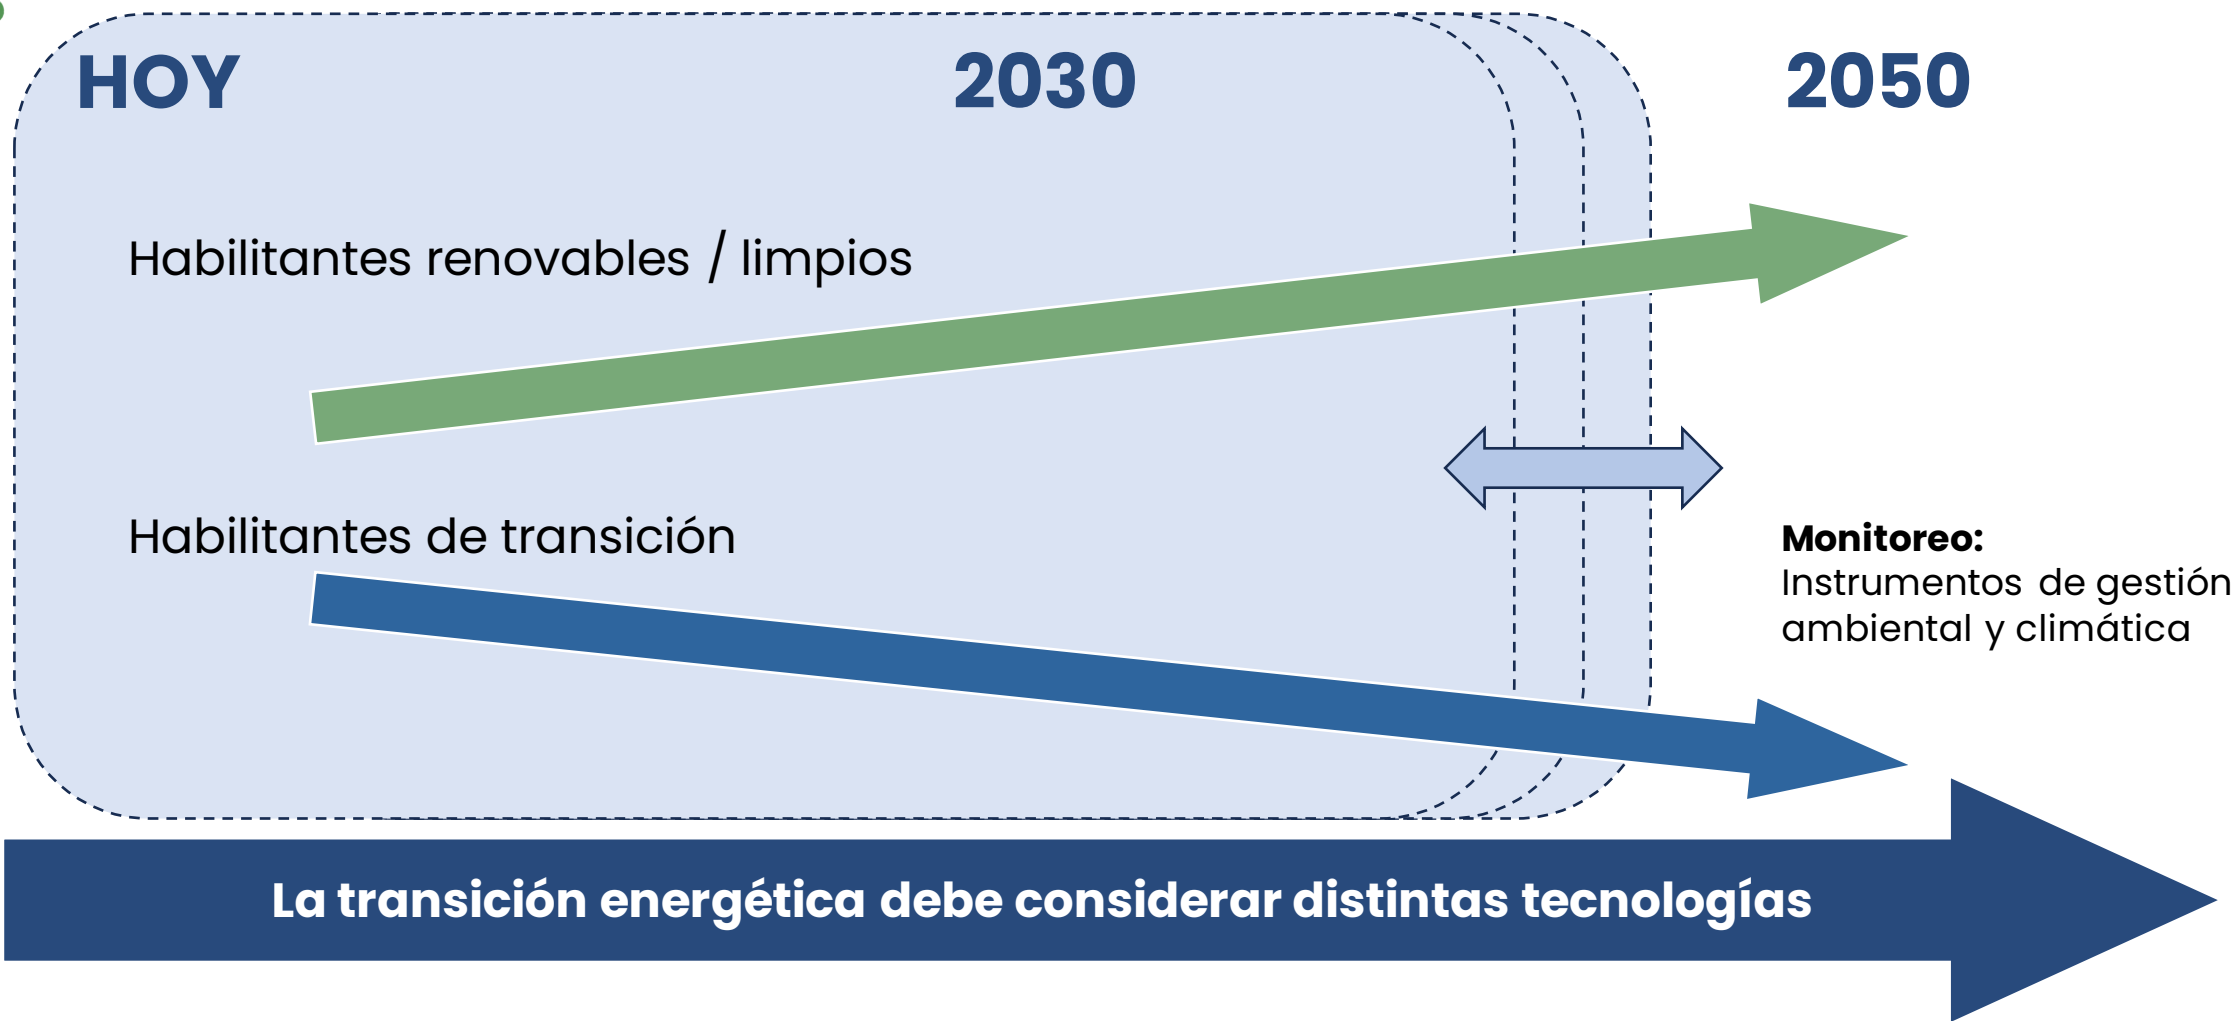 HOY
2030
2050
Habilitantes renovables / limpios
Habilitantes de transición
Monitoreo:
Instrumentos de gestión
ambiental y climática
La transición energética debe considerar distintas tecnologías